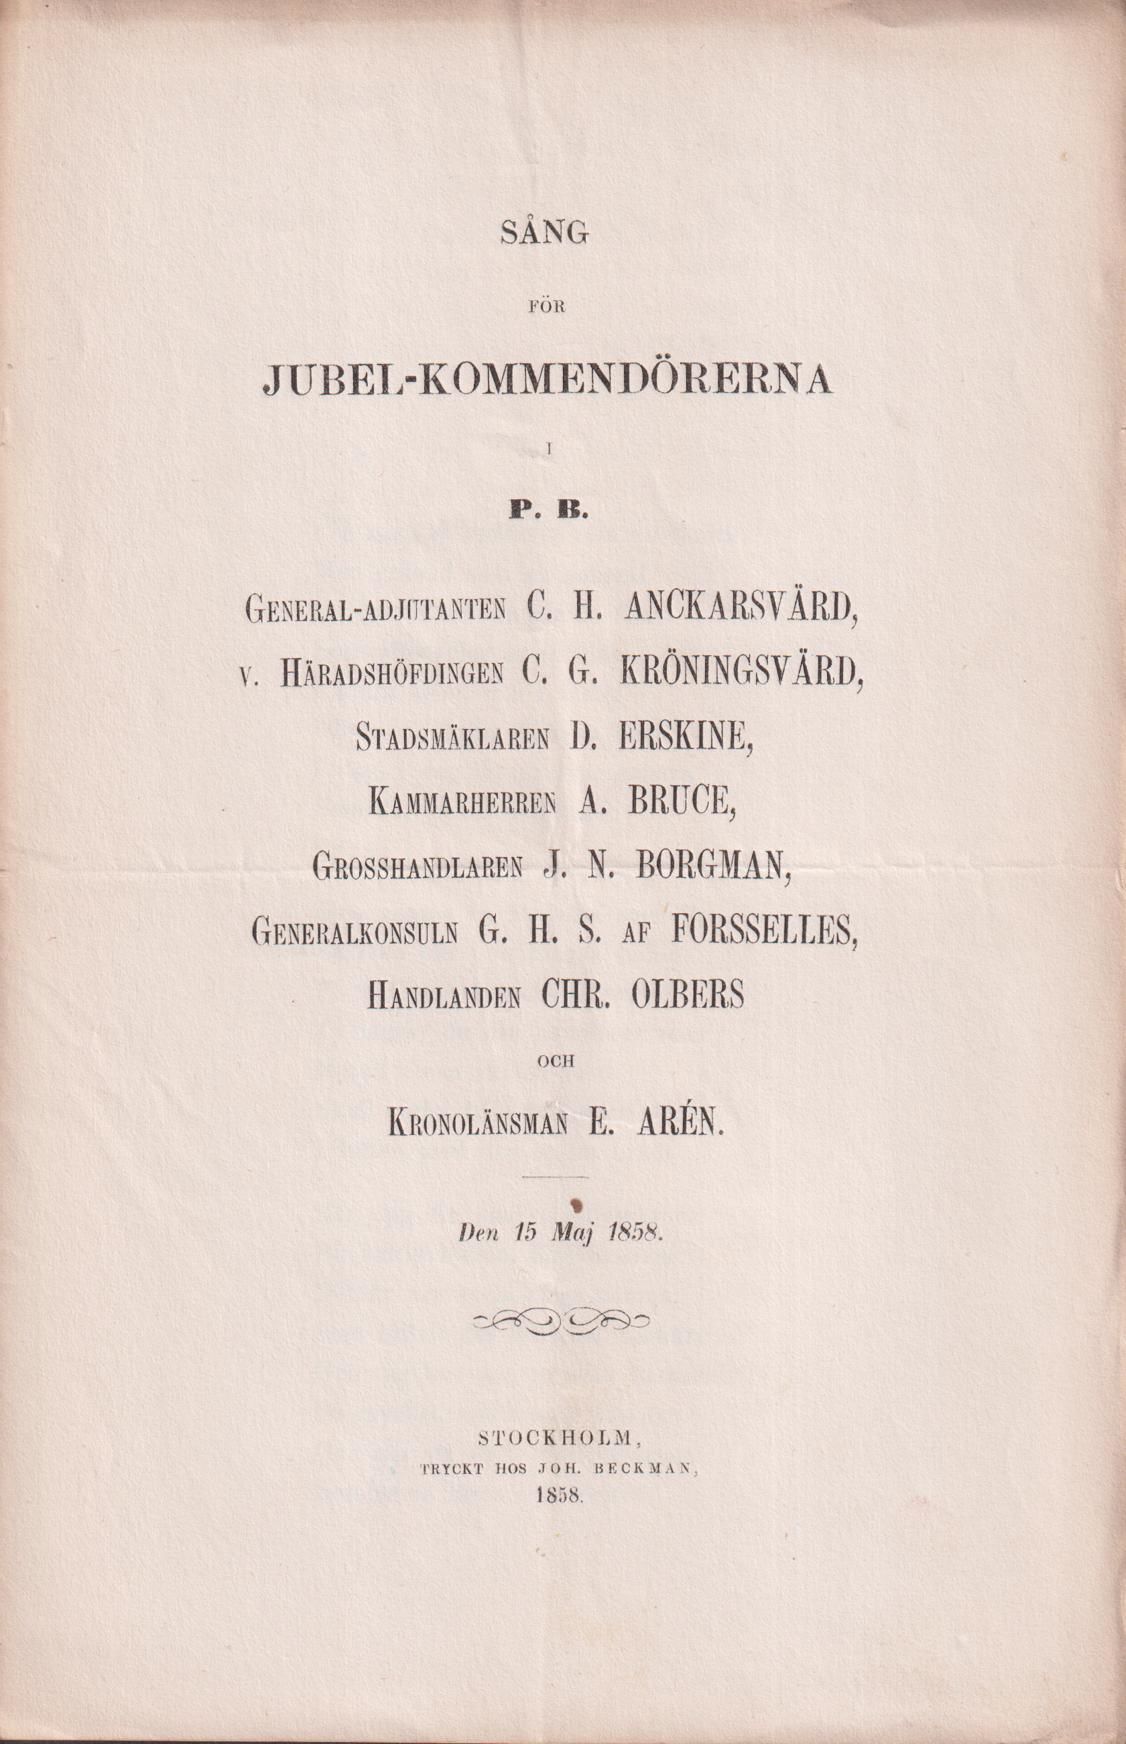 SÅNG
FÖR
JUBEL-KOMMENDÖRERNA
I
P. B.
GENERAL-ADJUTANTEN C. H. ANCKARSVÄRD,
V. HÄRADSHÖFDINGEN C. G. KRÖNINGSVÄRD,
STADSMÄKLAREN D. ERSKINE,
KAMMARHERREN A. BRUCE,
GROSSHANDLAREN J. N. BORGMAN,
GENERALKONSULN G. H. S. AF FORSSELLES,
HANDLANDEN CHR. OLBERS
OCH
KRONOLÄNSMAN E. ARÉN.
Den 15 Maj 1858.
STOCKHOLM,
TRYCKT HOS JOH. BECKMAN,
1858.